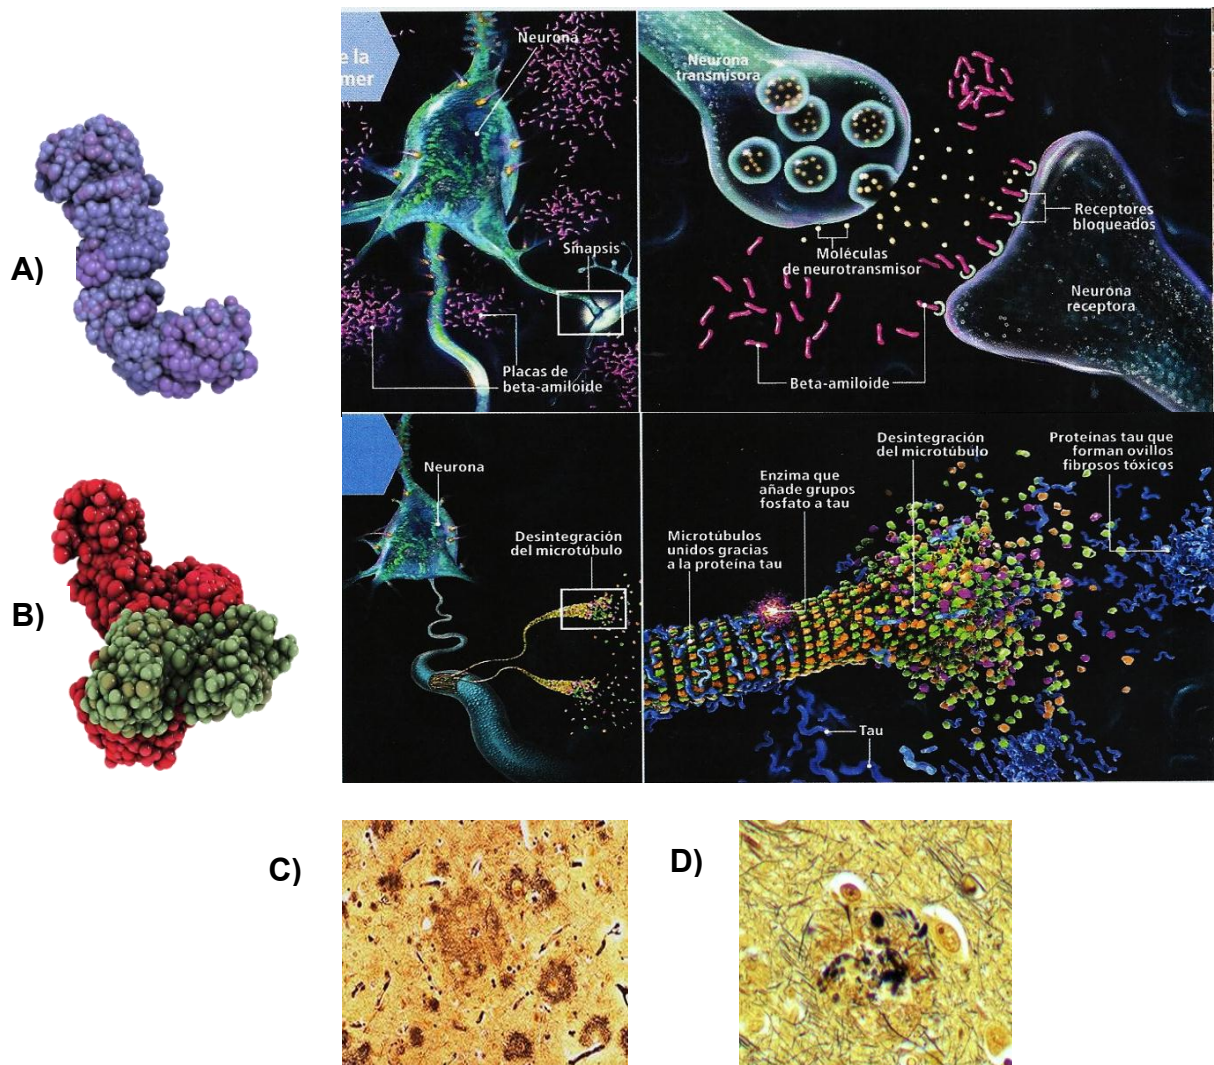 A)
e la
mer
Neurona
Sinapsis
Placas de
beta-amiloide
Neurona
transmisora
Moléculas
de neurotransmisor
Receptores
bloqueados
Neurona
receptora
Beta-amiloide
B)
Neurona
Desintegración
del microtúbulo
Microtúbulos
unidos gracias
a la proteína tau
Enzima que
añade grupos
fosfato a tau
Desintegración
del microtúbulo
Proteínas tau que
forman ovillos
fibrosos tóxicos
Tau
C)
D)